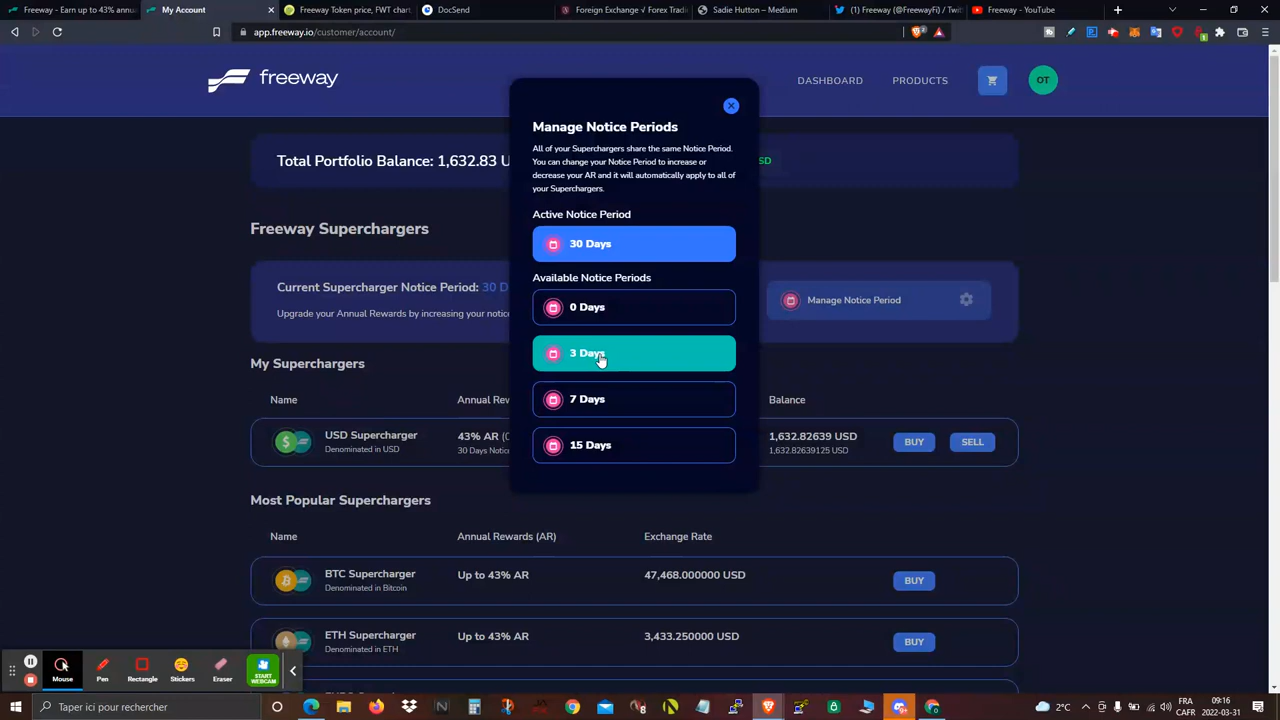 Freeway - Earn up to 43% annu
My Account
Freeway Token price, FWT chart,
DocSend
Foreign Exchange √ Forex Tradi
Sadie Hutton – Medium
(1) Freeway (@FreewayFi) / Twit
Freeway - YouTube
app.freeway.io/customer/account/
freeway
DASHBOARD
PRODUCTS
OT
Total Portfolio Balance: 1,632.83 U
SD
Freeway Superchargers
Current Supercharger Notice Period: 30 D
Upgrade your Annual Rewards by increasing your notice
Manage Notice Period
Manage Notice Periods
All of your Superchargers share the same Notice Period.
You can change your Notice Period to increase or
decrease your AR and it will automatically apply to all of
your Superchargers.
Active Notice Period
30 Days
Available Notice Periods
0 Days
3 Days
7 Days
15 Days
My Superchargers
Name
Annual Rew
Balance
USD Supercharger
Denominated in USD
43% AR (
30 Days Notic
1,632.82639 USD
1,632.82639125 USD
BUY
SELL
Most Popular Superchargers
Name
Annual Rewards (AR)
Exchange Rate
BTC Supercharger
Denominated in Bitcoin
Up to 43% AR
47,468.000000 USD
BUY
ETH Supercharger
Denominated in ETH
Up to 43% AR
3,433.250000 USD
BUY
Mouse
Pen
Rectangle
Stickers
Eraser
START
WEBCAM
Taper ici pour rechercher
2°C
FRA
CAFR
09:16
2022-03-31